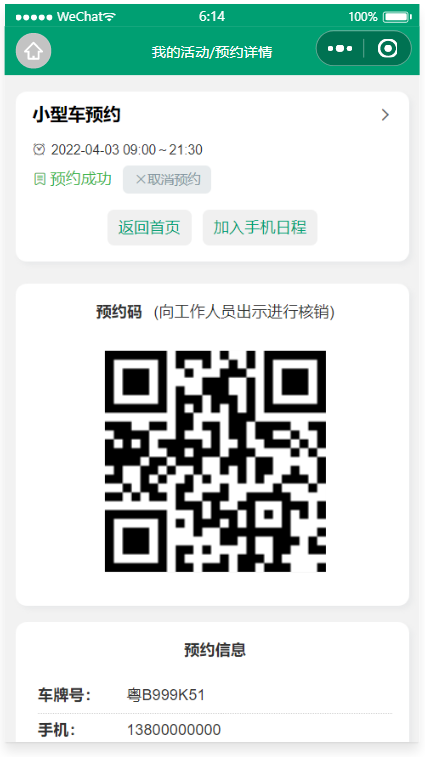 WeChat 6:14 100%
我的活动/预约详情
小型车预约
2022-04-03 09:00~21:30
预约成功 ×取消预约
返回首页 加入手机日程
预约码 (向工作人员出示进行核销)
预约信息
车牌号: 粤B999K51
手机: 13800000000